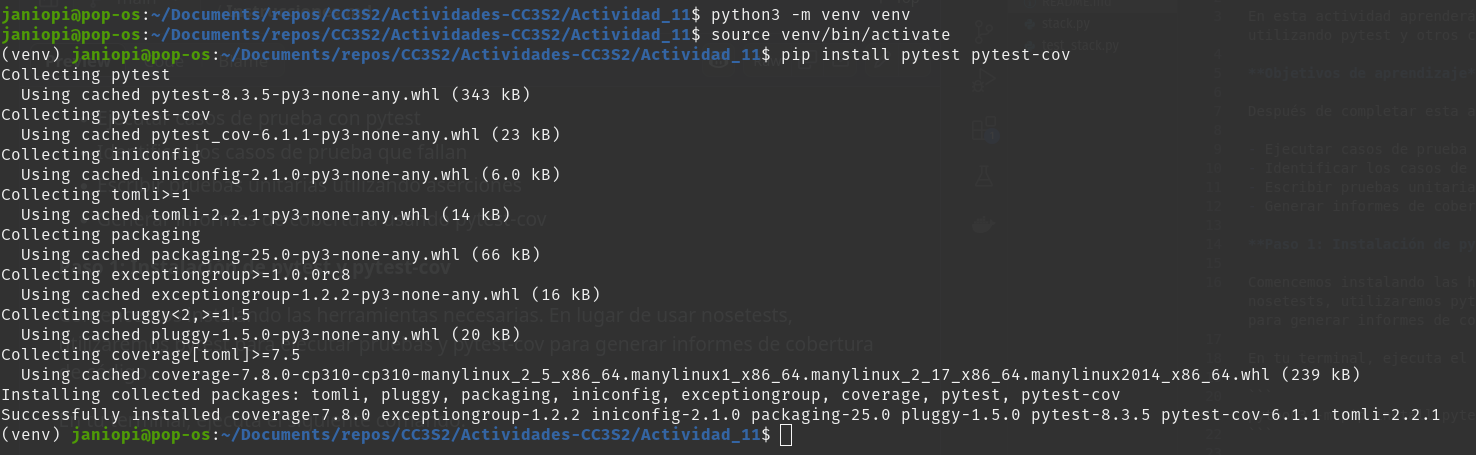 janiopi@pop-os:~/Documents/repos/CC3S2/Actividades-CC3S2/Actividad_11$ python3 -m venv venv
janiopi@pop-os:~/Documents/repos/CC3S2/Actividades-CC3S2/Actividad_11$ source venv/bin/activate
(venv) janiopi@pop-os:~/Documents/repos/CC3S2/Actividades-CC3S2/Actividad_11$ pip install pytest pytest-cov
Collecting pytest
  Using cached pytest-8.3.5-py3-none-any.whl (343 kB)
Collecting pytest-cov
  Using cached pytest_cov-6.1.1-py3-none-any.whl (23 kB)
Collecting iniconfig
  Using cached iniconfig-2.1.0-py3-none-any.whl (6.0 kB)
Collecting tomli>=1
  Using cached tomli-2.2.1-py3-none-any.whl (14 kB)
Collecting packaging
  Using cached packaging-25.0-py3-none-any.whl (66 kB)
Collecting exceptiongroup>=1.0.0rc8
  Using cached exceptiongroup-1.2.2-py3-none-any.whl (16 kB)
Collecting pluggy<2,>=1.5
  Using cached pluggy-1.5.0-py3-none-any.whl (20 kB)
Collecting coverage[toml]>=7.5
  Using cached coverage-7.8.0-cp310-cp310-manylinux_2_5_x86_64.manylinux1_x86_64.manylinux_2_17_x86_64.manylinux2014_x86_64.whl (239 kB)
Installing collected packages: tomli, pluggy, packaging, iniconfig, exceptiongroup, coverage, pytest, pytest-cov
Successfully installed coverage-7.8.0 exceptiongroup-1.2.2 iniconfig-2.1.0 packaging-25.0 pluggy-1.5.0 pytest-8.3.5 pytest-cov-6.1.1 tomli-2.2.1
(venv) janiopi@pop-os:~/Documents/repos/CC3S2/Actividades-CC3S2/Actividad_11$